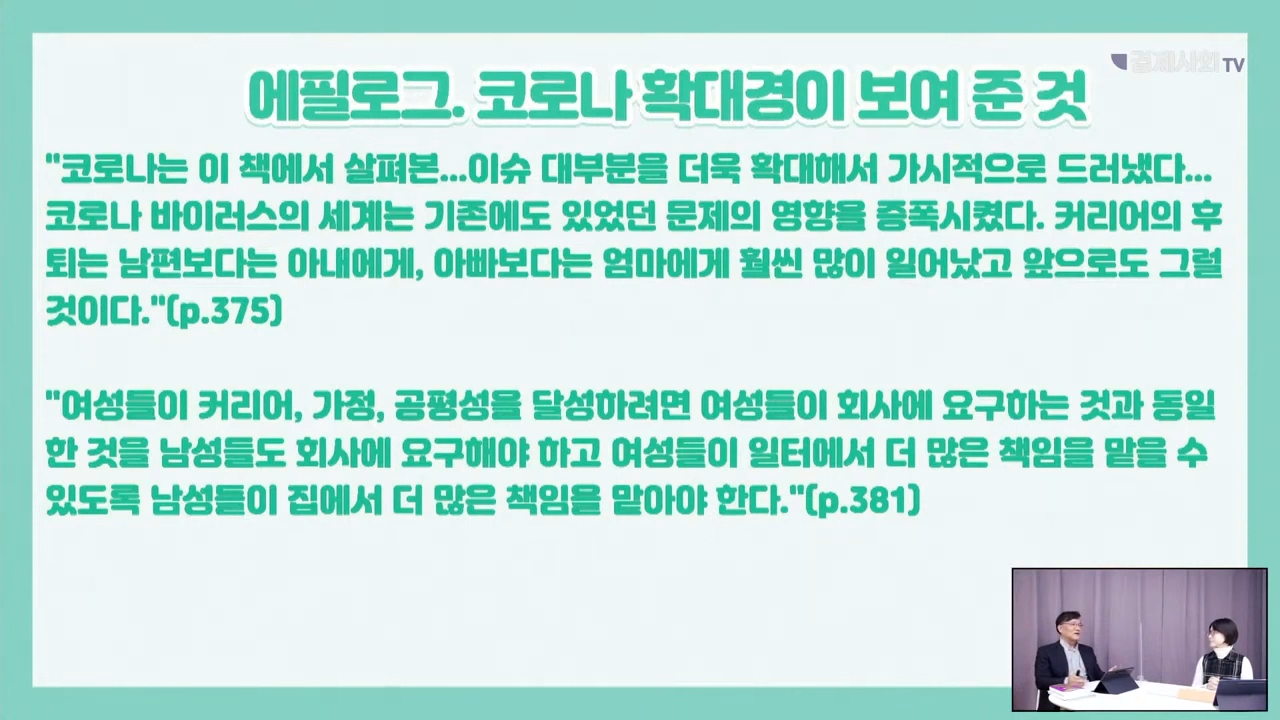 경제사회TV
에필로그. 코로나 확대경이 보여 준 것
"코로나는 이 책에서 살펴본...이슈 대부분을 더욱 확대해서 가시적으로 드러냈다...
코로나 바이러스의 세계는 기존에도 있었던 문제의 영향을 증폭시켰다. 커리어의 후
퇴는 남편보다는 아내에게, 아빠보다는 엄마에게 훨씬 많이 일어났고 앞으로도 그럴
것이다."(p.375)
"여성들이 커리어, 가정, 공평성을 달성하려면 여성들이 회사에 요구하는 것과 동일
한 것을 남성들도 회사에 요구해야 하고 여성들이 일터에서 더 많은 책임을 맡을 수
있도록 남성들이 집에서 더 많은 책임을 맡아야 한다."(p.381)